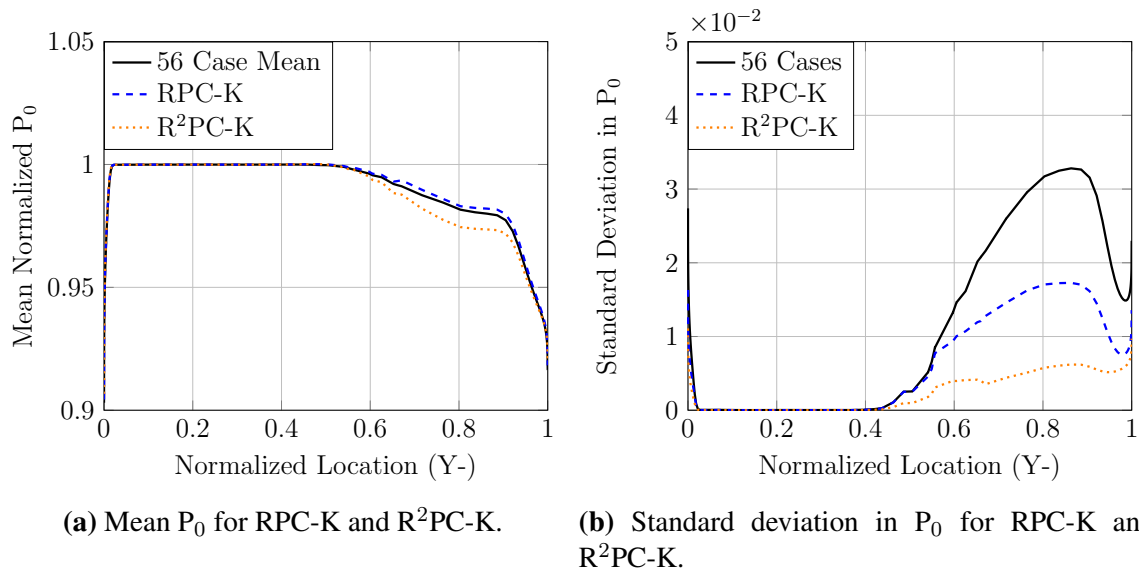 1.05
1
0.95
0.9
Mean Normalized P₀
56 Case Mean
RPC-K
R²PC-K
0 0.2 0.4 0.6 0.8 1
Normalized Location (Y-)
(a) Mean P₀ for RPC-K and R²PC-K.
×10⁻²
5
4
3
2
1
0
Standard Deviation in P₀
56 Cases
RPC-K
R²PC-K
0 0.2 0.4 0.6 0.8 1
Normalized Location (Y-)
(b) Standard deviation in P₀ for RPC-K an
R²PC-K.